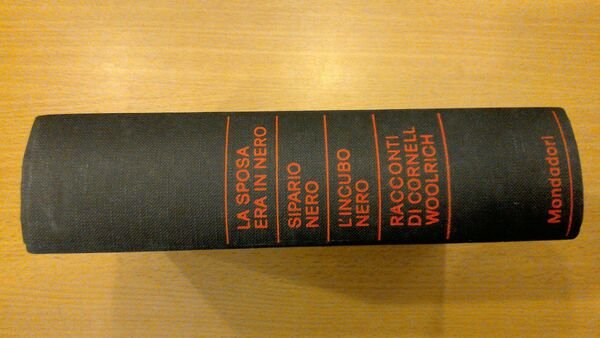 LA SPOSA
ERA IN NERO
SIPARIO
NERO
L'INCUBO
NERO
RACCONTI
DI CORNELL
WOOLRICH
Mondadori